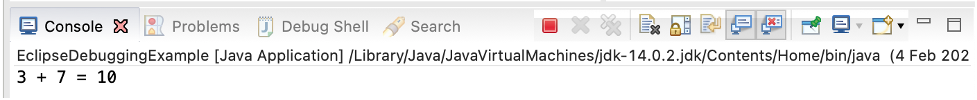 Console Problems Debug Shell Search
EclipseDebuggingExample [Java Application] /Library/Java/JavaVirtualMachines/jdk-14.0.2.jdk/Contents/Home/bin/java (4 Feb 202
3 + 7 = 10